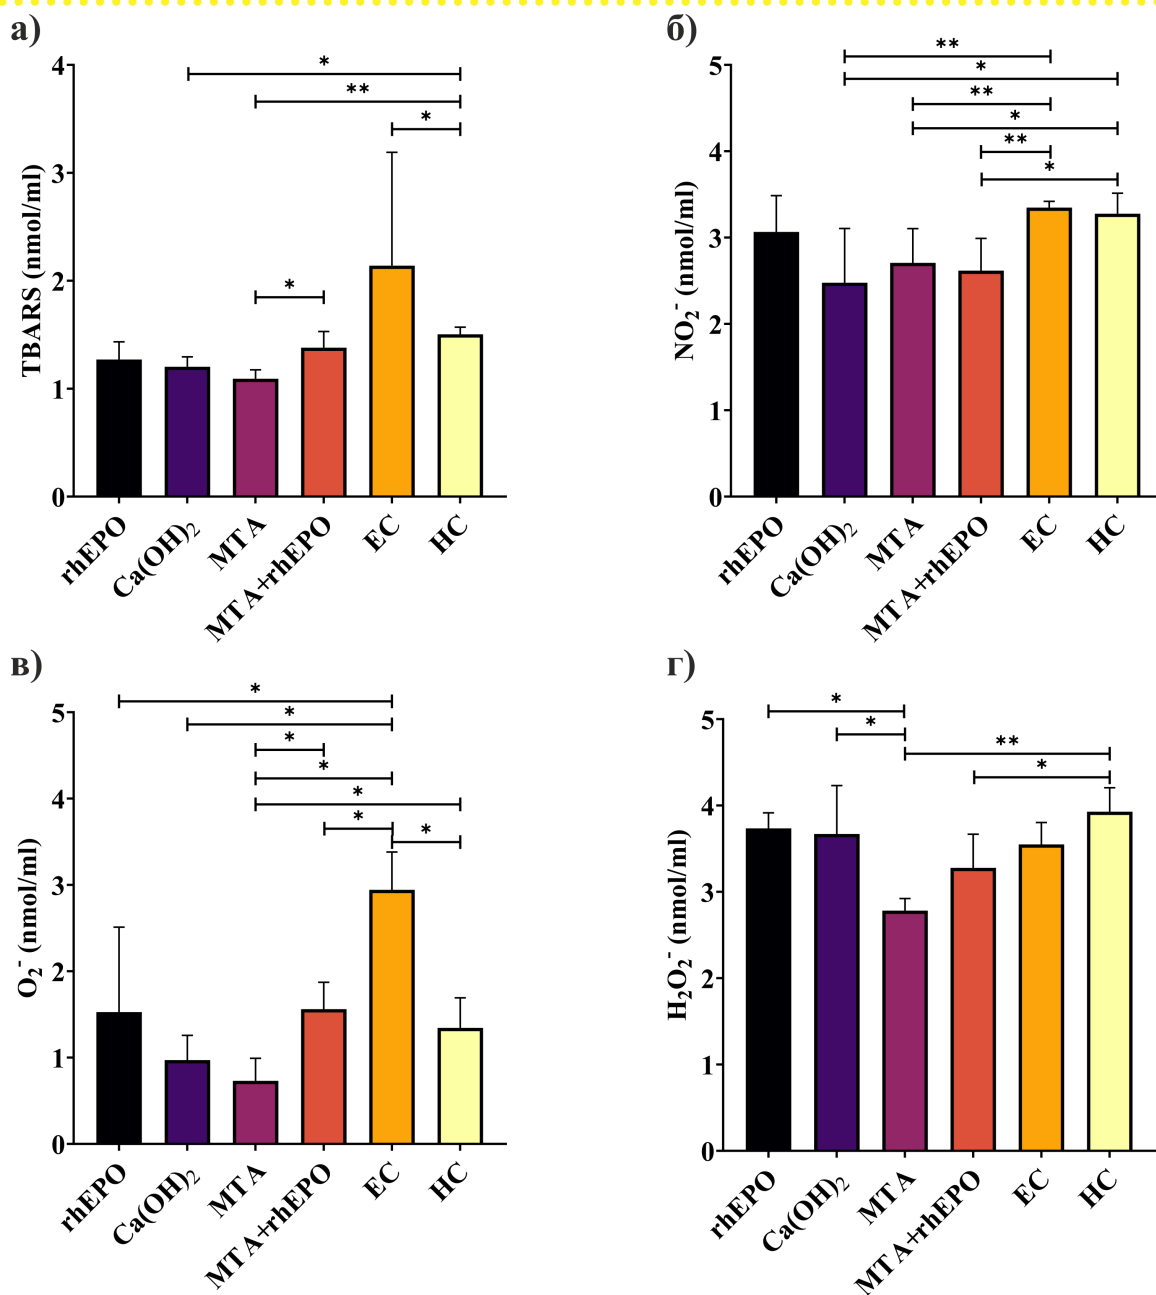 а)
TBARS (nmol/ml)
4
3
2
1
0
*
**
*
*
rhEPO
Ca(OH)₂
MTA
MTA+rhEPO
EC
HC
б)
NO₂⁻ (nmol/ml)
5
4
3
2
1
0
**
*
**
*
**
*
rhEPO
Ca(OH)₂
MTA
MTA+rhEPO
EC
HC
в)
O₂⁻ (nmol/ml)
5
4
3
2
1
0
*
*
*
*
*
*
*
rhEPO
Ca(OH)₂
MTA
MTA+rhEPO
EC
HC
г)
H₂O₂⁻ (nmol/ml)
5
4
3
2
1
0
*
*
**
*
rhEPO
Ca(OH)₂
MTA
MTA+rhEPO
EC
HC